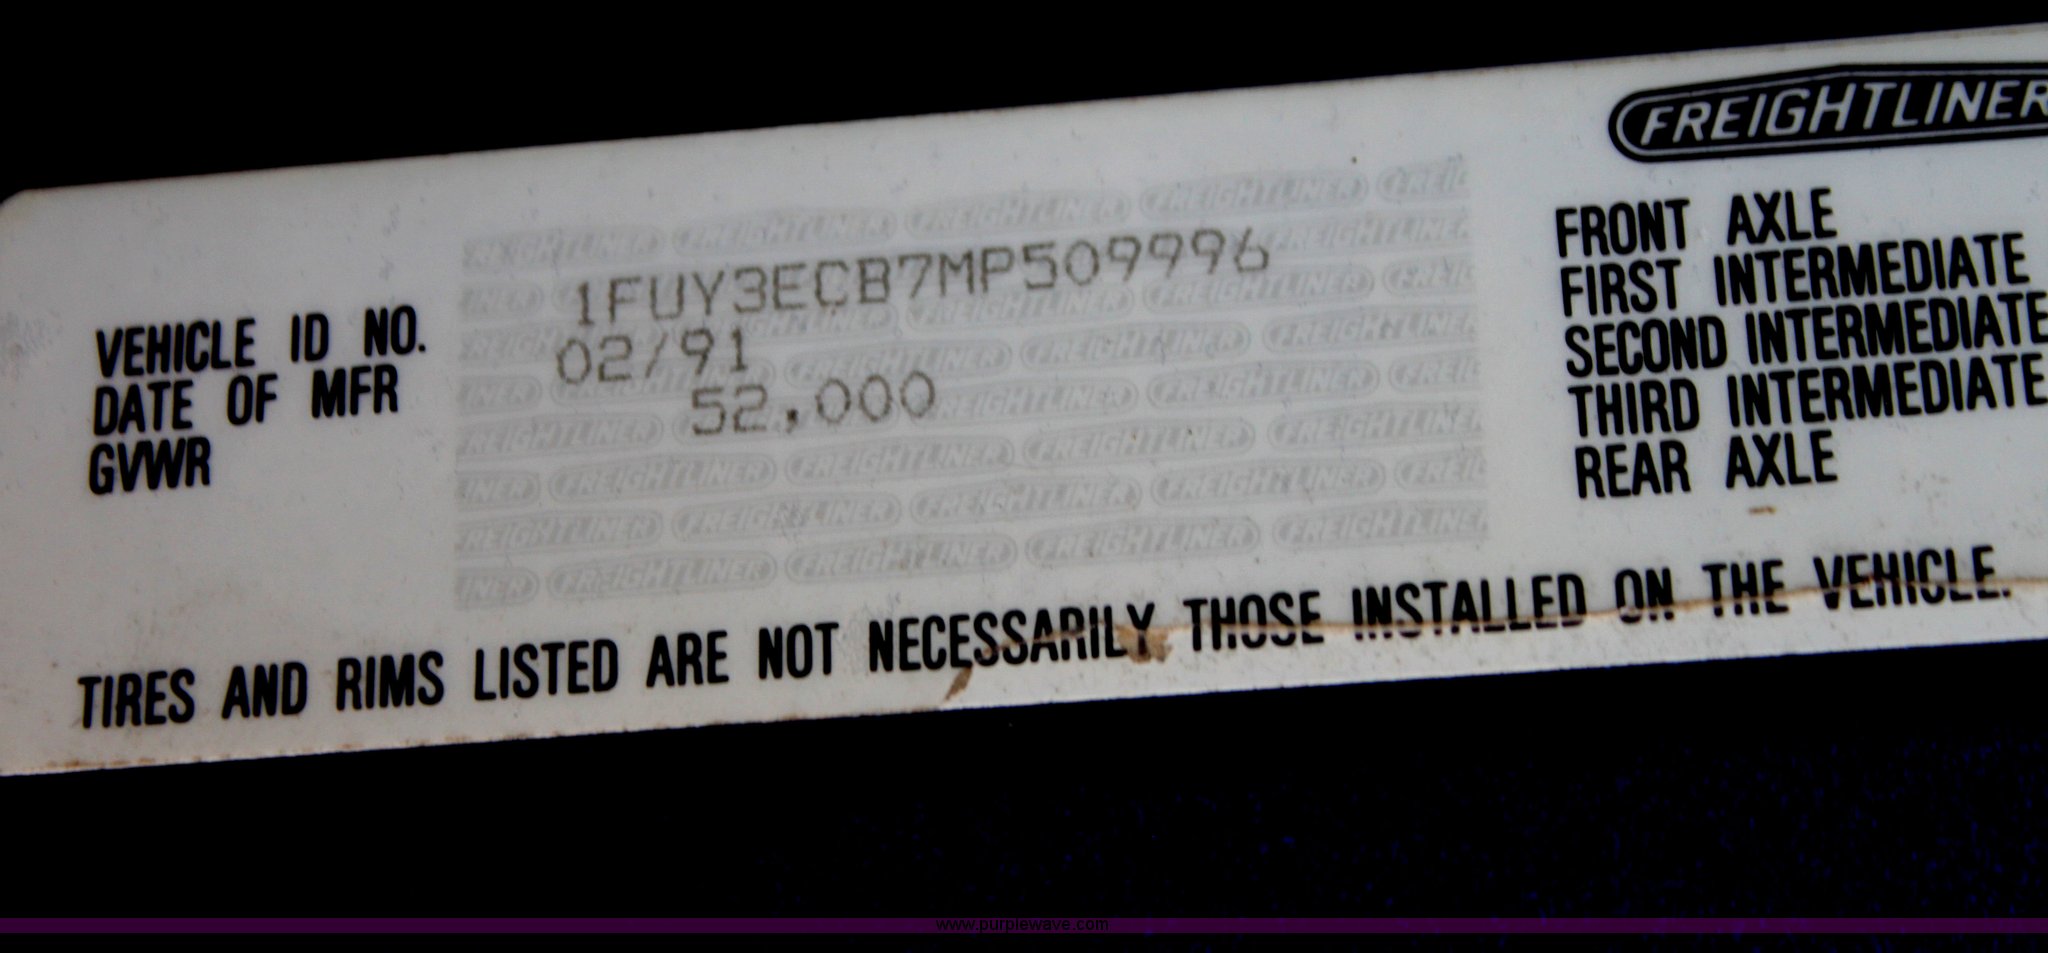 FREIGHTLINER
VEHICLE ID NO. 1FUY3ECB7MP509996
DATE OF MFR 02/91
GVWR 52,000
FRONT AXLE
FIRST INTERMEDIATE
SECOND INTERMEDIATE
THIRD INTERMEDIATE
REAR AXLE
TIRES AND RIMS LISTED ARE NOT NECESSARILY THOSE INSTALLED ON THE VEHICLE.
www.purplewave.com